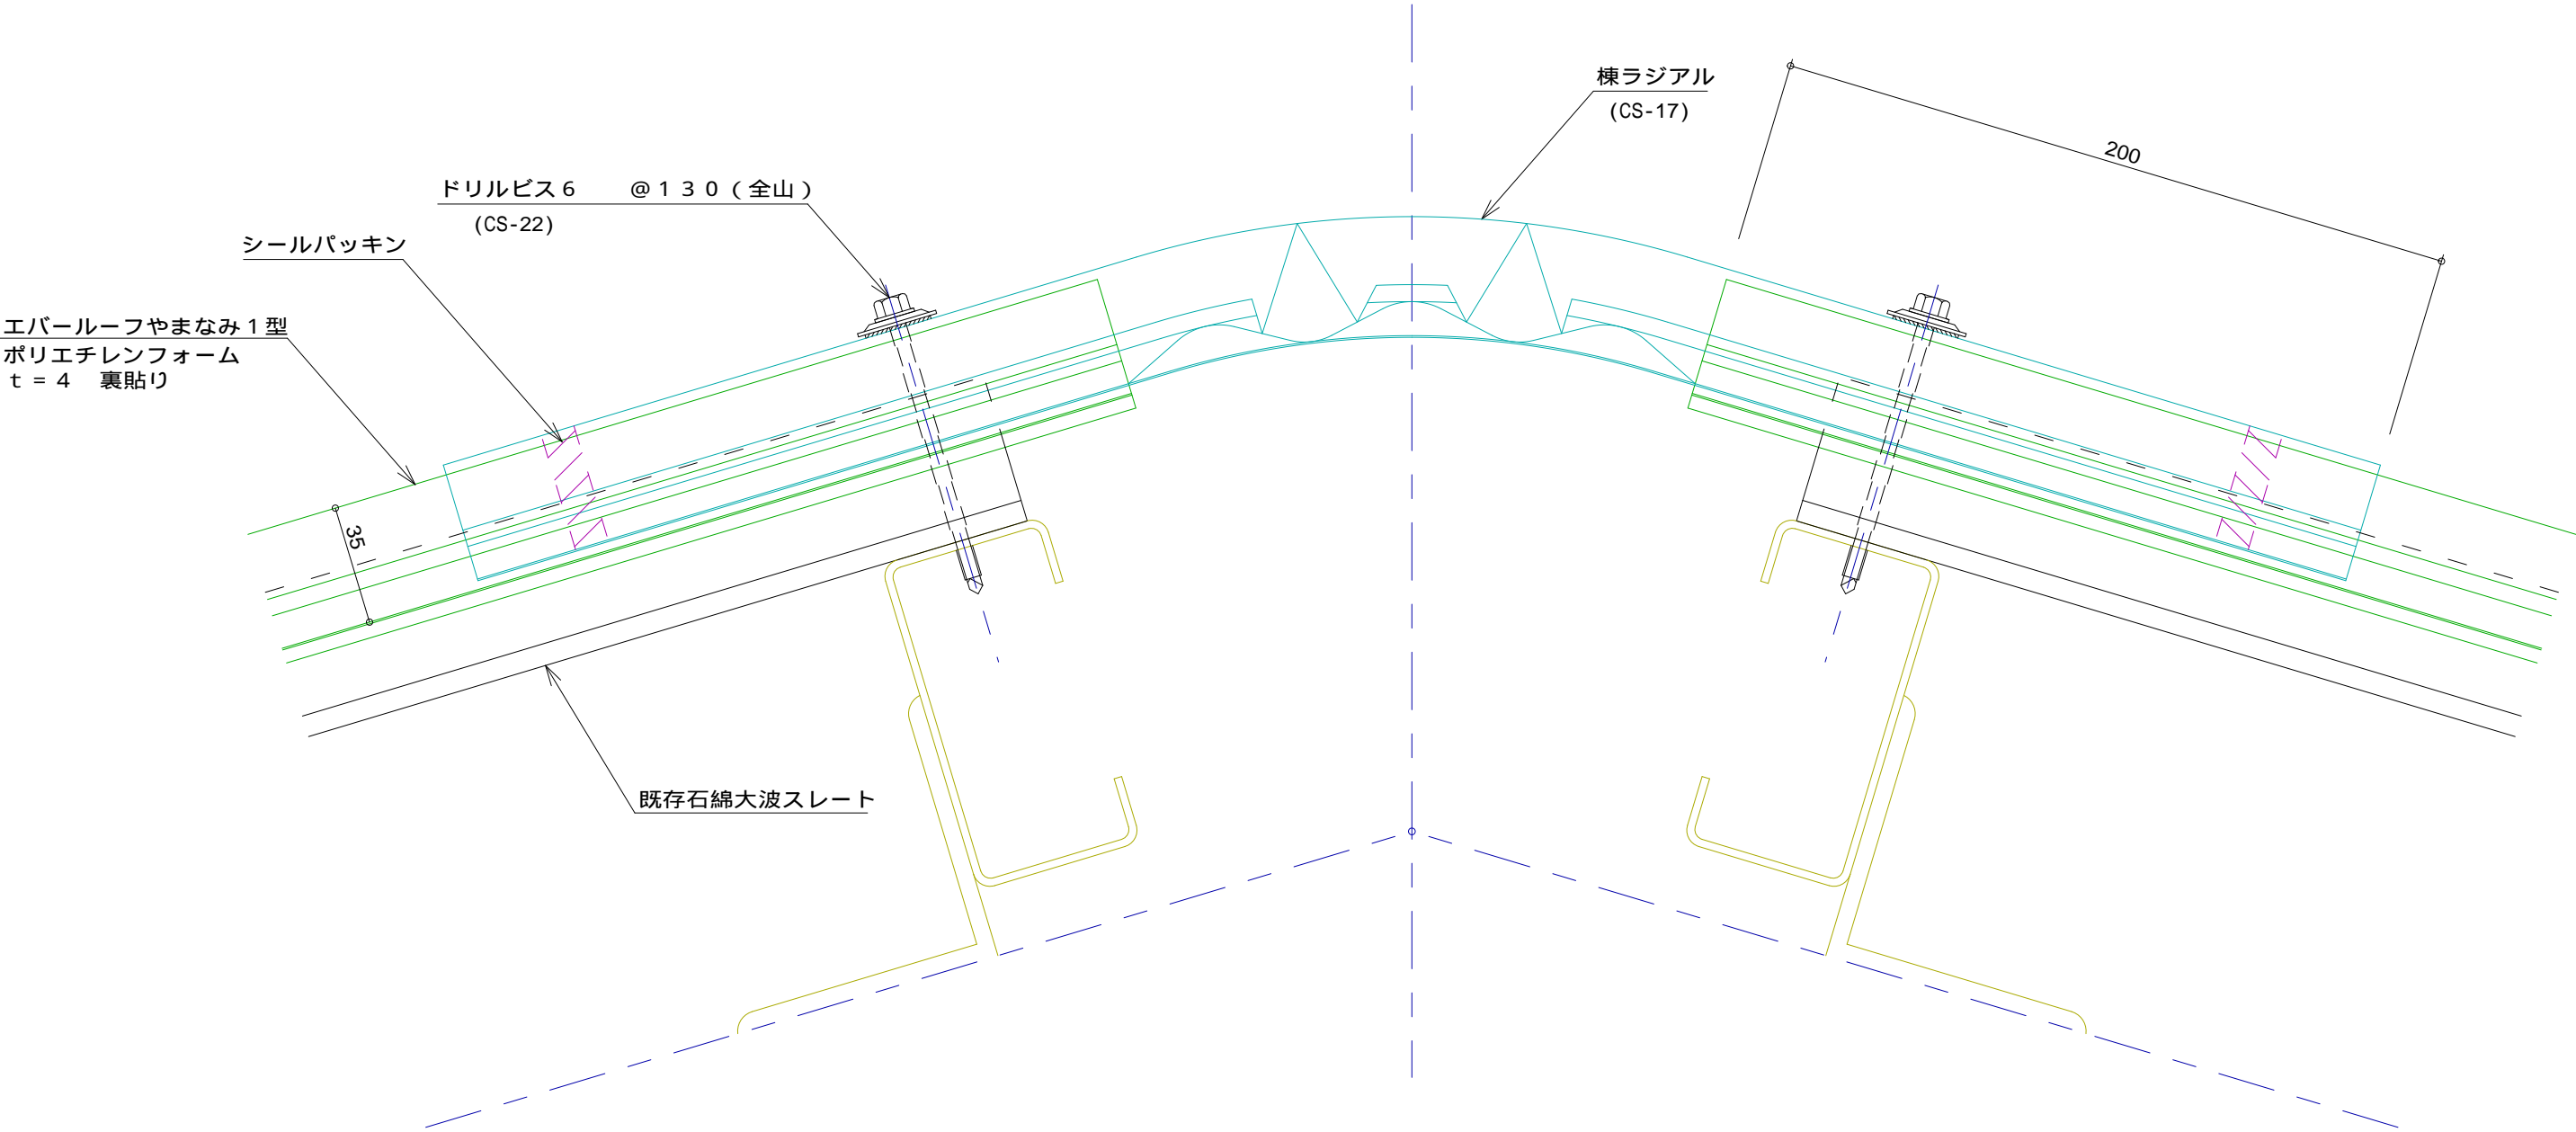 棟ラジアル
(CS-17)
200
ドリルビス6　　@130(全山)
(CS-22)
シールパッキン
エバールーフやまなみ1型
ポリエチレンフォーム
t=4　裏貼り
35
既存石綿大波スレート